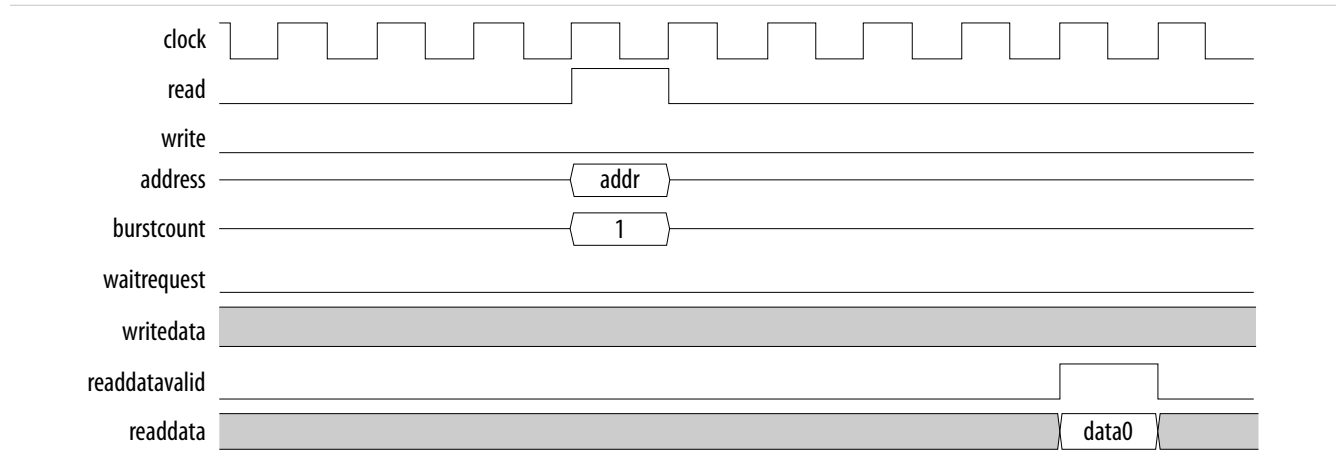 clock
read
write
address addr
burstcount 1
waitrequest
writedata
readdatavalid
readdata data0